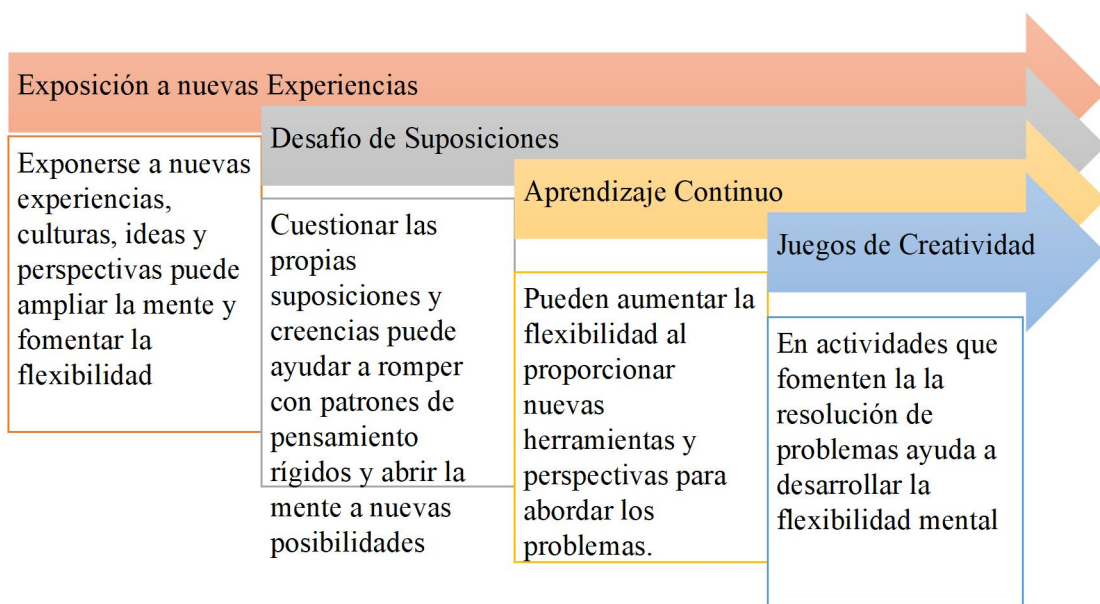 Exposición a nuevas Experiencias
Exponerse a nuevas
experiencias,
culturas, ideas y
perspectivas puede
ampliar la mente y
fomentar la
flexibilidad
Desafío de Suposiciones
Cuestionar las
propias
suposiciones y
creencias puede
ayudar a romper
con patrones de
pensamiento
rígidos y abrir la
mente a nuevas
posibilidades
Aprendizaje Continuo
Pueden aumentar la
flexibilidad al
proporcionar
nuevas
herramientas y
perspectivas para
abordar los
problemas.
Juegos de Creatividad
En actividades que
fomenten la la
resolución de
problemas ayuda a
desarrollar la
flexibilidad mental